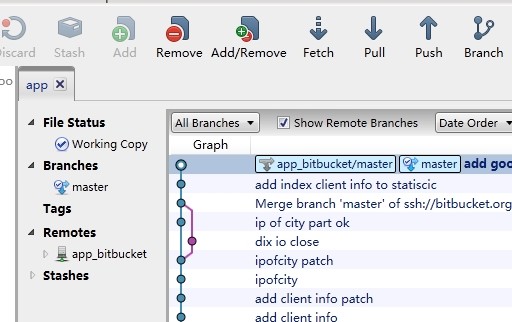 Stash Add Remove Add/Remove Fetch Pull Push Branch
app
File Status
Working Copy
Branches
master
Tags
Remotes
app_bitbucket
Stashes
All Branches Show Remote Branches Date Order
Graph
app_bitbucket/master master add goo
add index client info to statiscic
Merge branch 'master' of ssh://bitbucket.org
ip of city part ok
dix io close
ipofcity patch
ipofcity
add client info patch
add client info